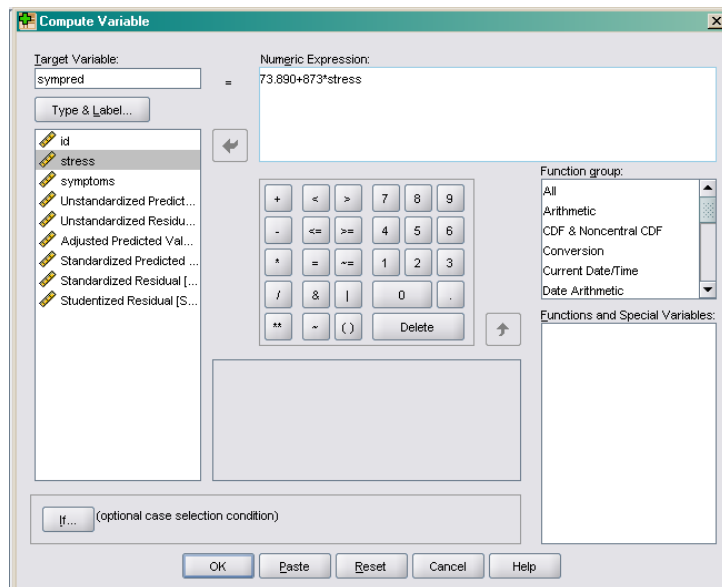 Compute Variable
Target Variable:
sympred
=
Numeric Expression:
73.890+873*stress
Type & Label...
id
stress
symptoms
Unstandardized Predict...
Unstandardized Residu...
Adjusted Predicted Val...
Standardized Predicted ...
Standardized Residual [...
Studentized Residual [S...
+ < > 7 8 9
- <= >= 4 5 6
* = ~= 1 2 3
/ & | 0 .
** ~ ( ) Delete
Function group:
All
Arithmetic
CDF & Noncentral CDF
Conversion
Current Date/Time
Date Arithmetic
Functions and Special Variables:
If... (optional case selection condition)
OK Paste Reset Cancel Help